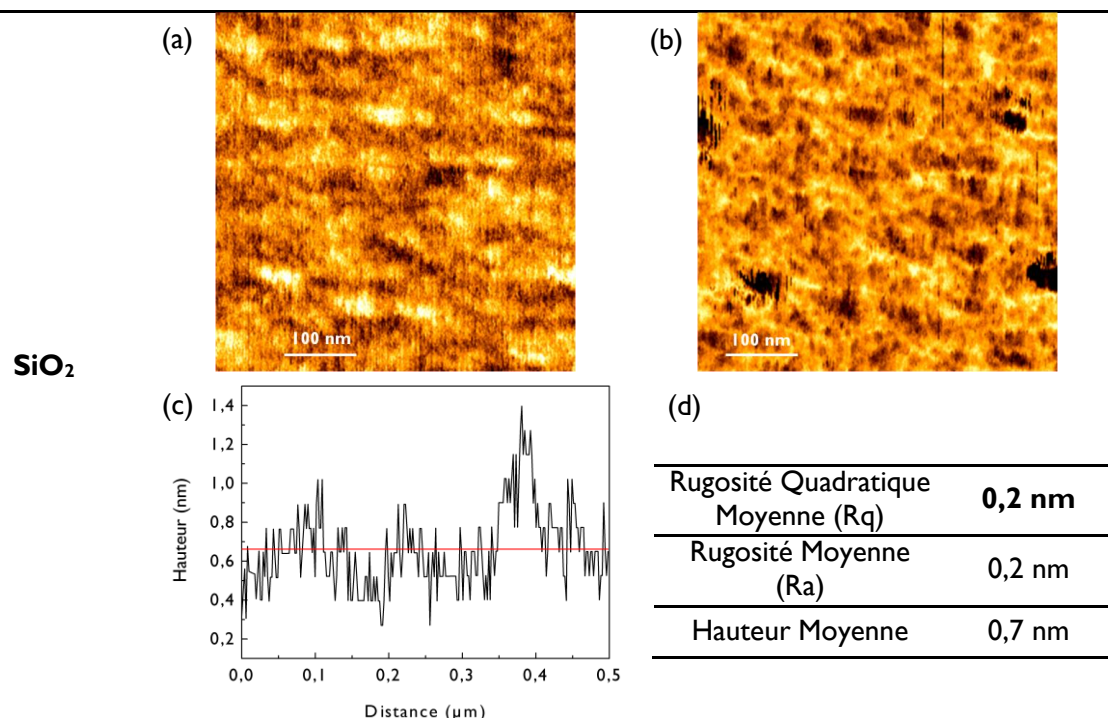 (a)
(b)
100 nm
100 nm
SiO₂
(c)
(d)
Hauteur (nm)
1,4
1,2
1,0
0,8
0,6
0,4
0,2
0,0
0,1
0,2
0,3
0,4
0,5
Distance (µm)
Rugosité Quadratique
Moyenne (Rq)
0,2 nm
Rugosité Moyenne
(Ra)
0,2 nm
Hauteur Moyenne
0,7 nm